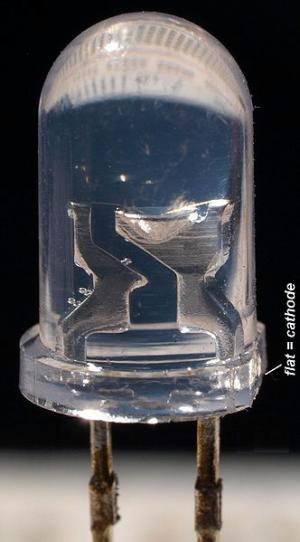 flat = cathode